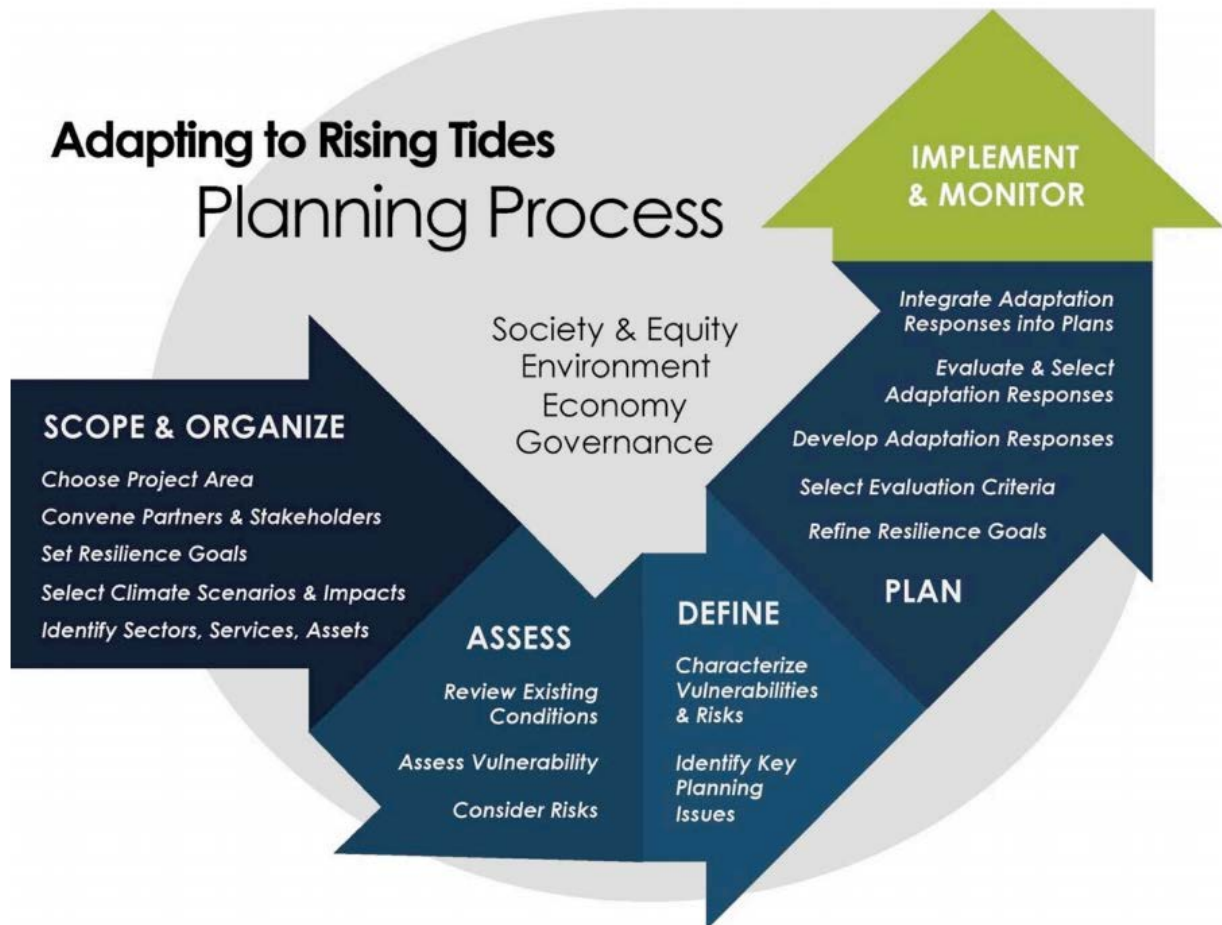 Adapting to Rising Tides
Planning Process
Society & Equity
Environment
Economy
Governance
SCOPE & ORGANIZE
Choose Project Area
Convene Partners & Stakeholders
Set Resilience Goals
Select Climate Scenarios & Impacts
Identify Sectors, Services, Assets
ASSESS
Review Existing
Conditions
Assess Vulnerability
Consider Risks
DEFINE
Characterize
Vulnerabilities
& Risks
Identify Key
Planning
Issues
IMPLEMENT
& MONITOR
Integrate Adaptation
Responses into Plans
Evaluate & Select
Adaptation Responses
Develop Adaptation Responses
Select Evaluation Criteria
Refine Resilience Goals
PLAN